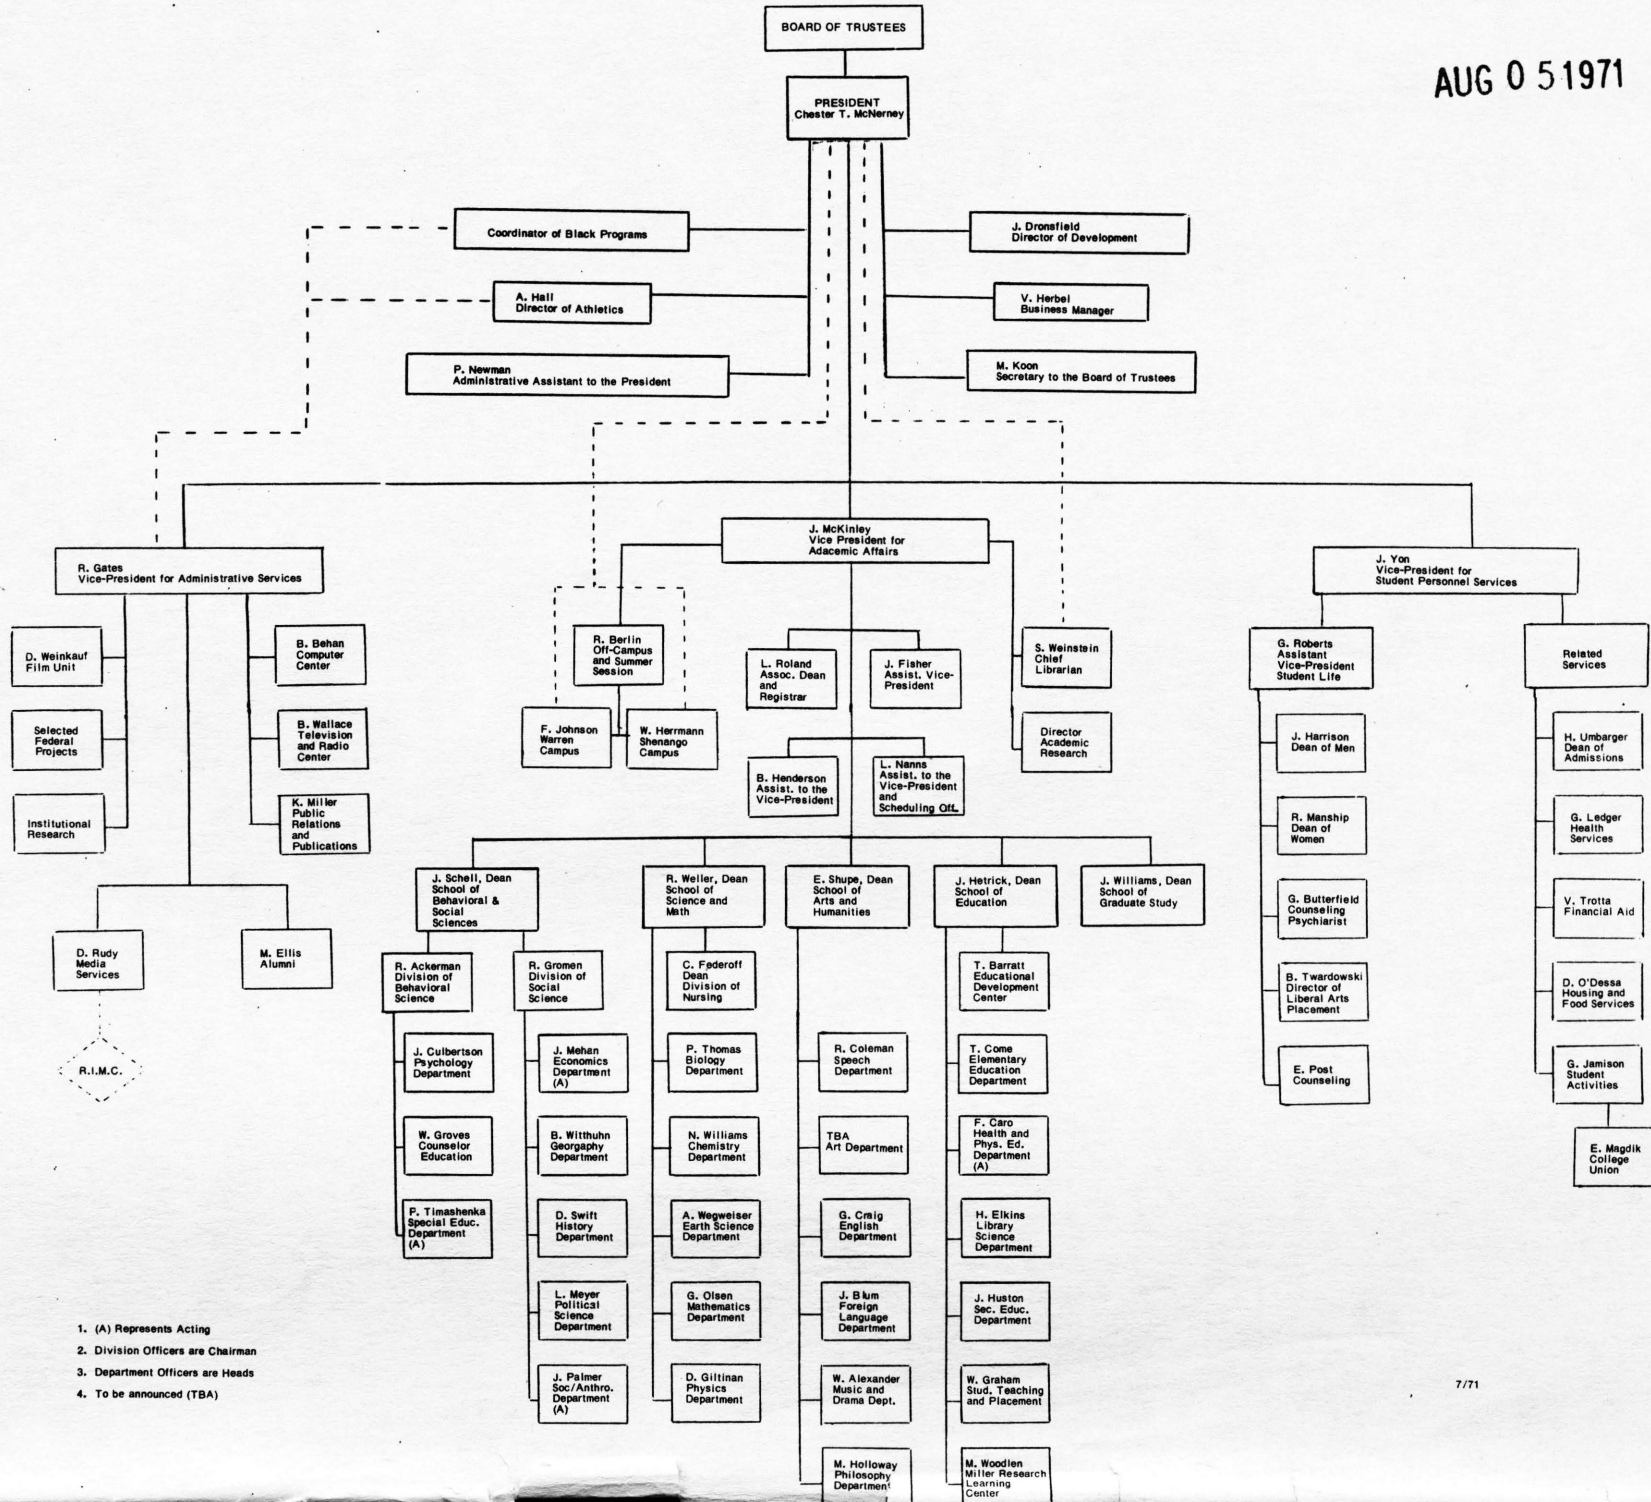 BOARD OF TRUSTEES
AUG 05 1971
PRESIDENT
Chester T. McNerney
Coordinator of Black Programs
J. Dronsfield
Director of Development
A. Hall
Director of Athletics
V. Herbel
Business Manager
P. Newman
Administrative Assistant to the President
M. Koon
Secretary to the Board of Trustees
R. Gates
Vice-President for Administrative Services
J. McKinley
Vice President for
Adacemic Affairs
J. Yon
Vice-President for
Student Personnel Services
D. Weinkauf
Film Unit
B. Behan
Computer
Center
Selected
Federal
Projects
B. Wallace
Television
and Radio
Center
Institutional
Research
K. Miller
Public
Relations
and
Publications
D. Rudy
Media
Services
M. Ellis
Alumni
R.I.M.C.
R. Berlin
Off-Campus
and Summer
Session
F. Johnson
Warren
Campus
W. Herrmann
Shenango
Campus
L. Roland
Assoc. Dean
and
Registrar
J. Fisher
Assist. Vice-
President
B. Henderson
Assist. to the
Vice-President
L. Nanns
Assist. to the
Vice-President
and
Scheduling Off.
S. Weinstein
Chief
Librarian
Director
Academic
Research
G. Roberts
Assistant
Vice-President
Student Life
Related
Services
J. Harrison
Dean of Men
R. Manship
Dean of
Women
G. Butterfield
Counseling
Psychiarist
B. Twardowski
Director of
Liberal Arts
Placement
E. Post
Counseling
H. Umbarger
Dean of
Admissions
G. Ledger
Health
Services
V. Trotta
Financial Aid
D. O'Dessa
Housing and
Food Services
G. Jamison
Student
Activities
E. Magdik
College
Union
J. Schell, Dean
School of
Behavioral &
Social
Sciences
R. Weller, Dean
School of
Science and
Math
E. Shupe, Dean
School of
Arts and
Humanities
J. Hetrick, Dean
School of
Education
J. Williams, Dean
School of
Graduate Study
R. Ackerman
Division of
Behavioral
Science
J. Culbertson
Psychology
Department
W. Groves
Counselor
Education
P. Timashenka
Special Educ.
Department
(A)
R. Gromen
Division of
Social
Science
J. Mehan
Economics
Department
(A)
B. Witthuhn
Georgaphy
Department
D. Swift
History
Department
L. Meyer
Political
Science
Department
J. Palmer
Soc/Anthro.
Department
(A)
C. Federoff
Dean
Division of
Nursing
P. Thomas
Biology
Department
N. Williams
Chemistry
Department
A. Wegweiser
Earth Science
Department
G. Olsen
Mathematics
Department
D. Giltinan
Physics
Department
R. Coleman
Speech
Department
TBA
Art Department
G. Craig
English
Department
J. Blum
Foreign
Language
Department
W. Alexander
Music and
Drama Dept.
M. Holloway
Philosophy
Department
T. Barratt
Educational
Development
Center
T. Come
Elementary
Education
Department
F. Caro
Health and
Phys. Ed.
Department
(A)
H. Elkins
Library
Science
Department
J. Huston
Sec. Educ.
Department
W. Graham
Stud. Teaching
and Placement
M. Woodlen
Miller Research
Learning
Center
1. (A) Represents Acting
2. Division Officers are Chairman
3. Department Officers are Heads
4. To be announced (TBA)
7/71